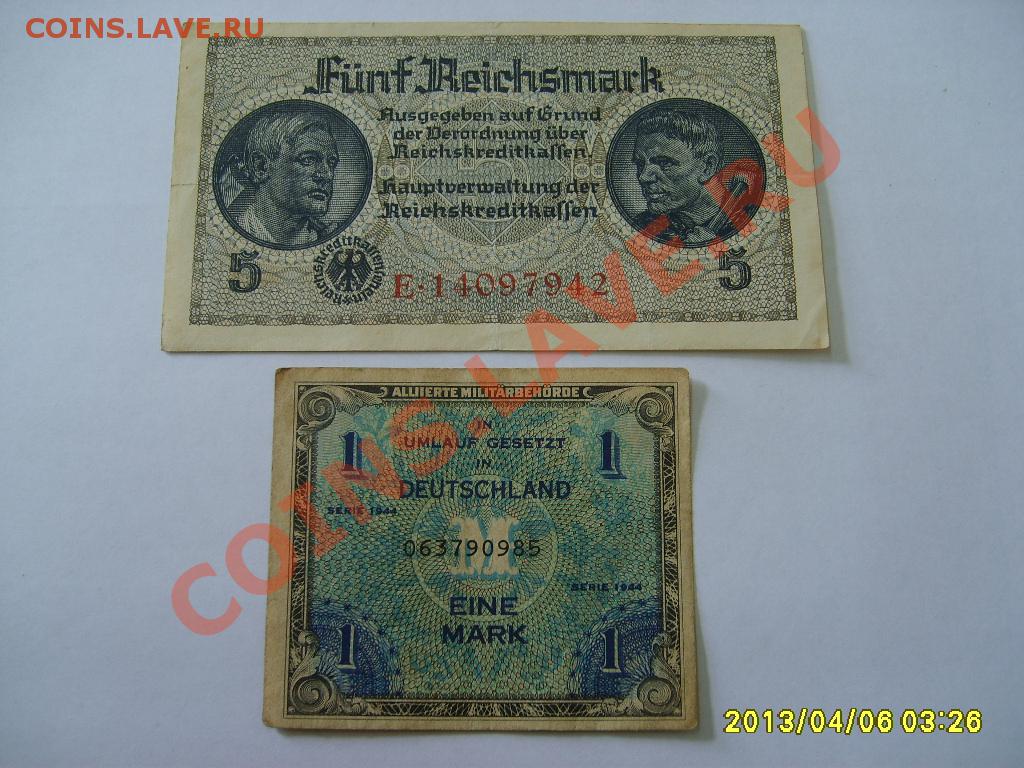 COINS.LAVE.RU
Fünf Reichsmark
Ausgegeben auf Grund
der Verordnung über
Reichskreditkassen
Hauptverwaltung der
Reichskreditkassen
5
5
Reichskreditkassenschein
E·14097942
COINS.LAVE.RU
ALLIIERTE MILITÄRBEHÖRDE
IN
UMLAUF GESETZT
1
1
IN
DEUTSCHLAND
SERIE 1944
M
063790985
SERIE 1944
EINE
MARK
1
1
2013/04/06 03:26